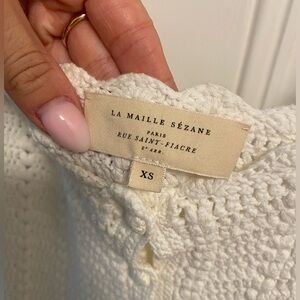 LA MAILLE SÉZANE
PARIS
RUE SAINT-FIACRE
2e ARR.
XS